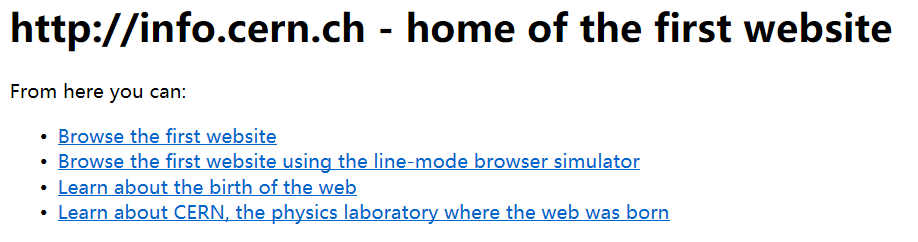 http://info.cern.ch - home of the first website
From here you can:
• Browse the first website
• Browse the first website using the line-mode browser simulator
• Learn about the birth of the web
• Learn about CERN, the physics laboratory where the web was born